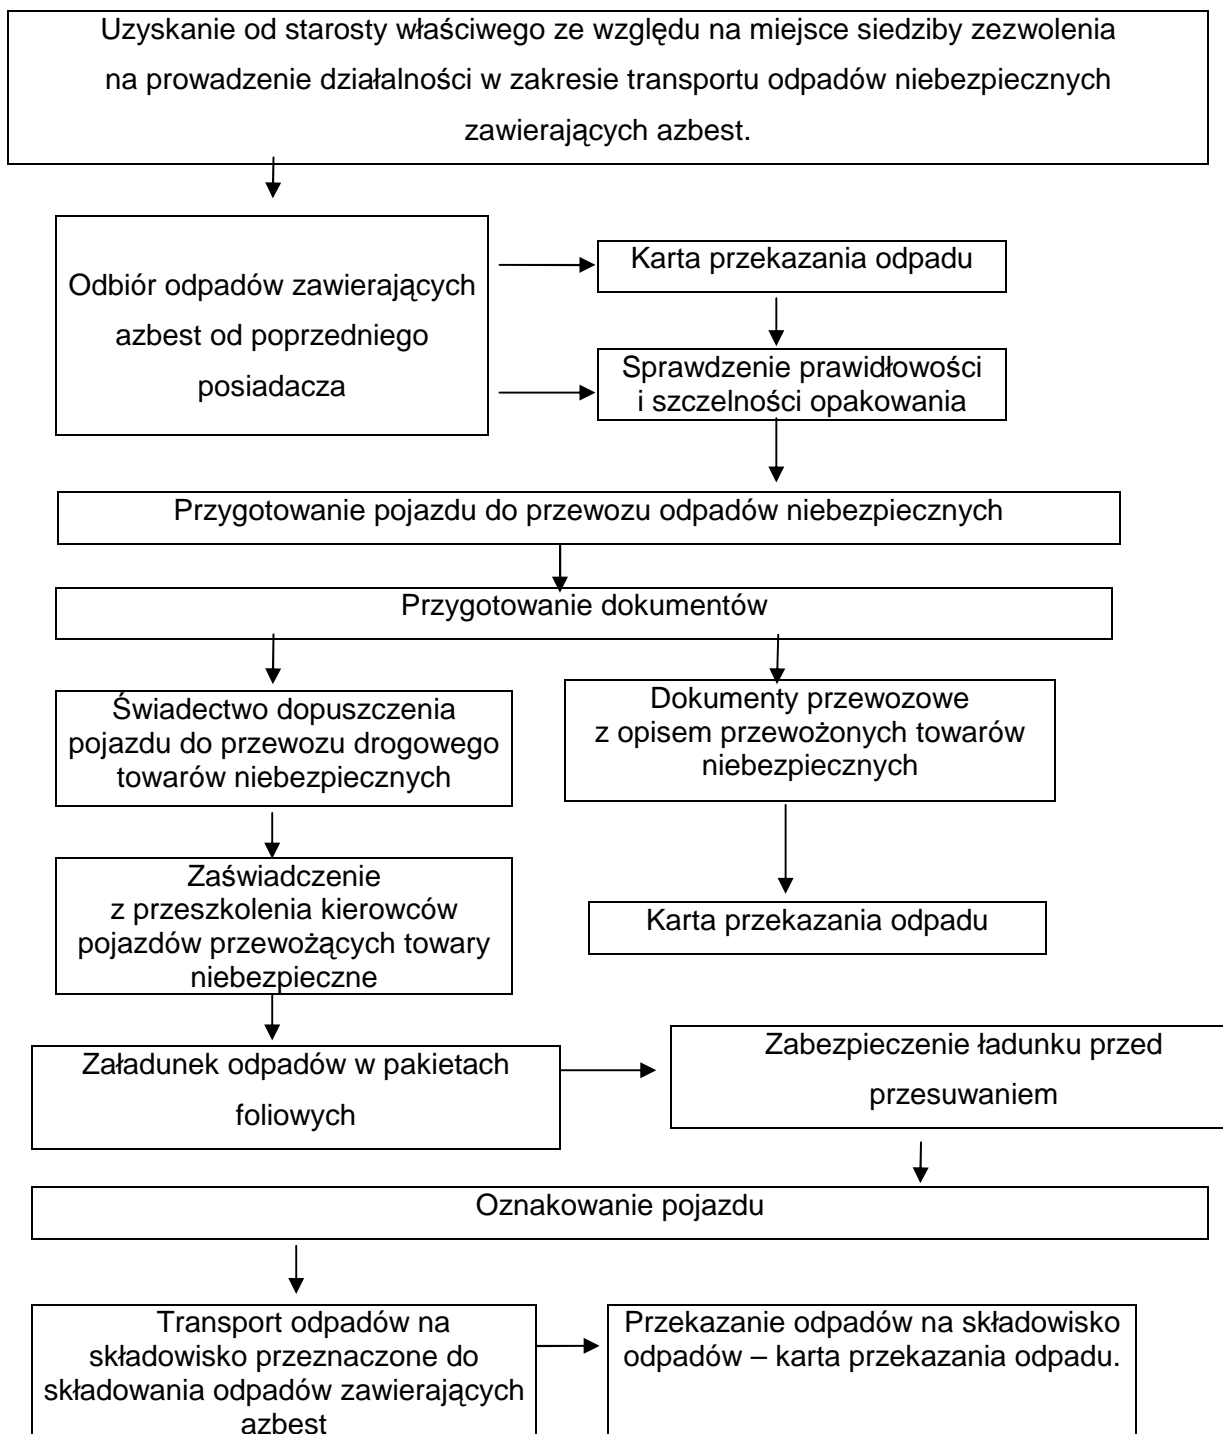 Uzyskanie od starosty właściwego ze względu na miejsce siedziby zezwolenia
na prowadzenie działalności w zakresie transportu odpadów niebezpiecznych
zawierających azbest.
Odbiór odpadów zawierających
azbest od poprzedniego
posiadacza
Karta przekazania odpadu
Sprawdzenie prawidłowości
i szczelności opakowania
Przygotowanie pojazdu do przewozu odpadów niebezpiecznych
Przygotowanie dokumentów
Świadectwo dopuszczenia
pojazdu do przewozu drogowego
towarów niebezpiecznych
Dokumenty przewozowe
z opisem przewożonych towarów
niebezpiecznych
Zaświadczenie
z przeszkolenia kierowców
pojazdów przewożących towary
niebezpieczne
Karta przekazania odpadu
Załadunek odpadów w pakietach
foliowych
Zabezpieczenie ładunku przed
przesuwaniem
Oznakowanie pojazdu
Transport odpadów na
składowisko przeznaczone do
składowania odpadów zawierających
azbest
Przekazanie odpadów na składowisko
odpadów – karta przekazania odpadu.